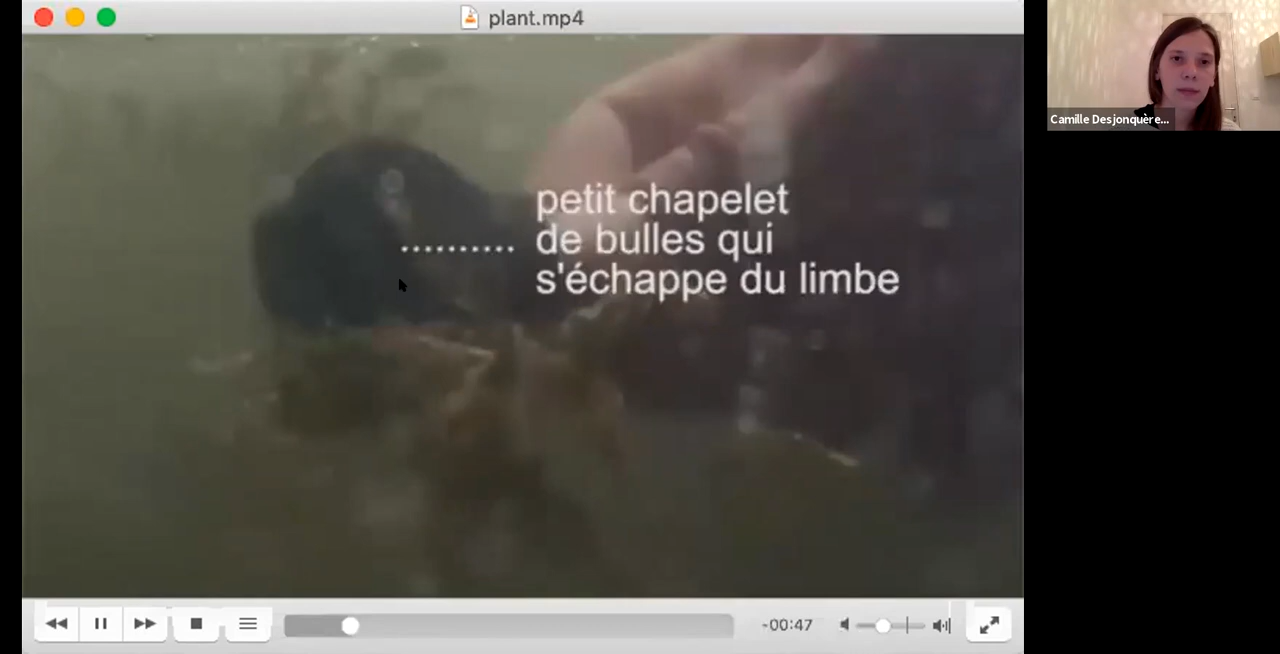 plant.mp4
Camille Desjonquère...
petit chapelet
de bulles qui
s'échappe du limbe
-00:47